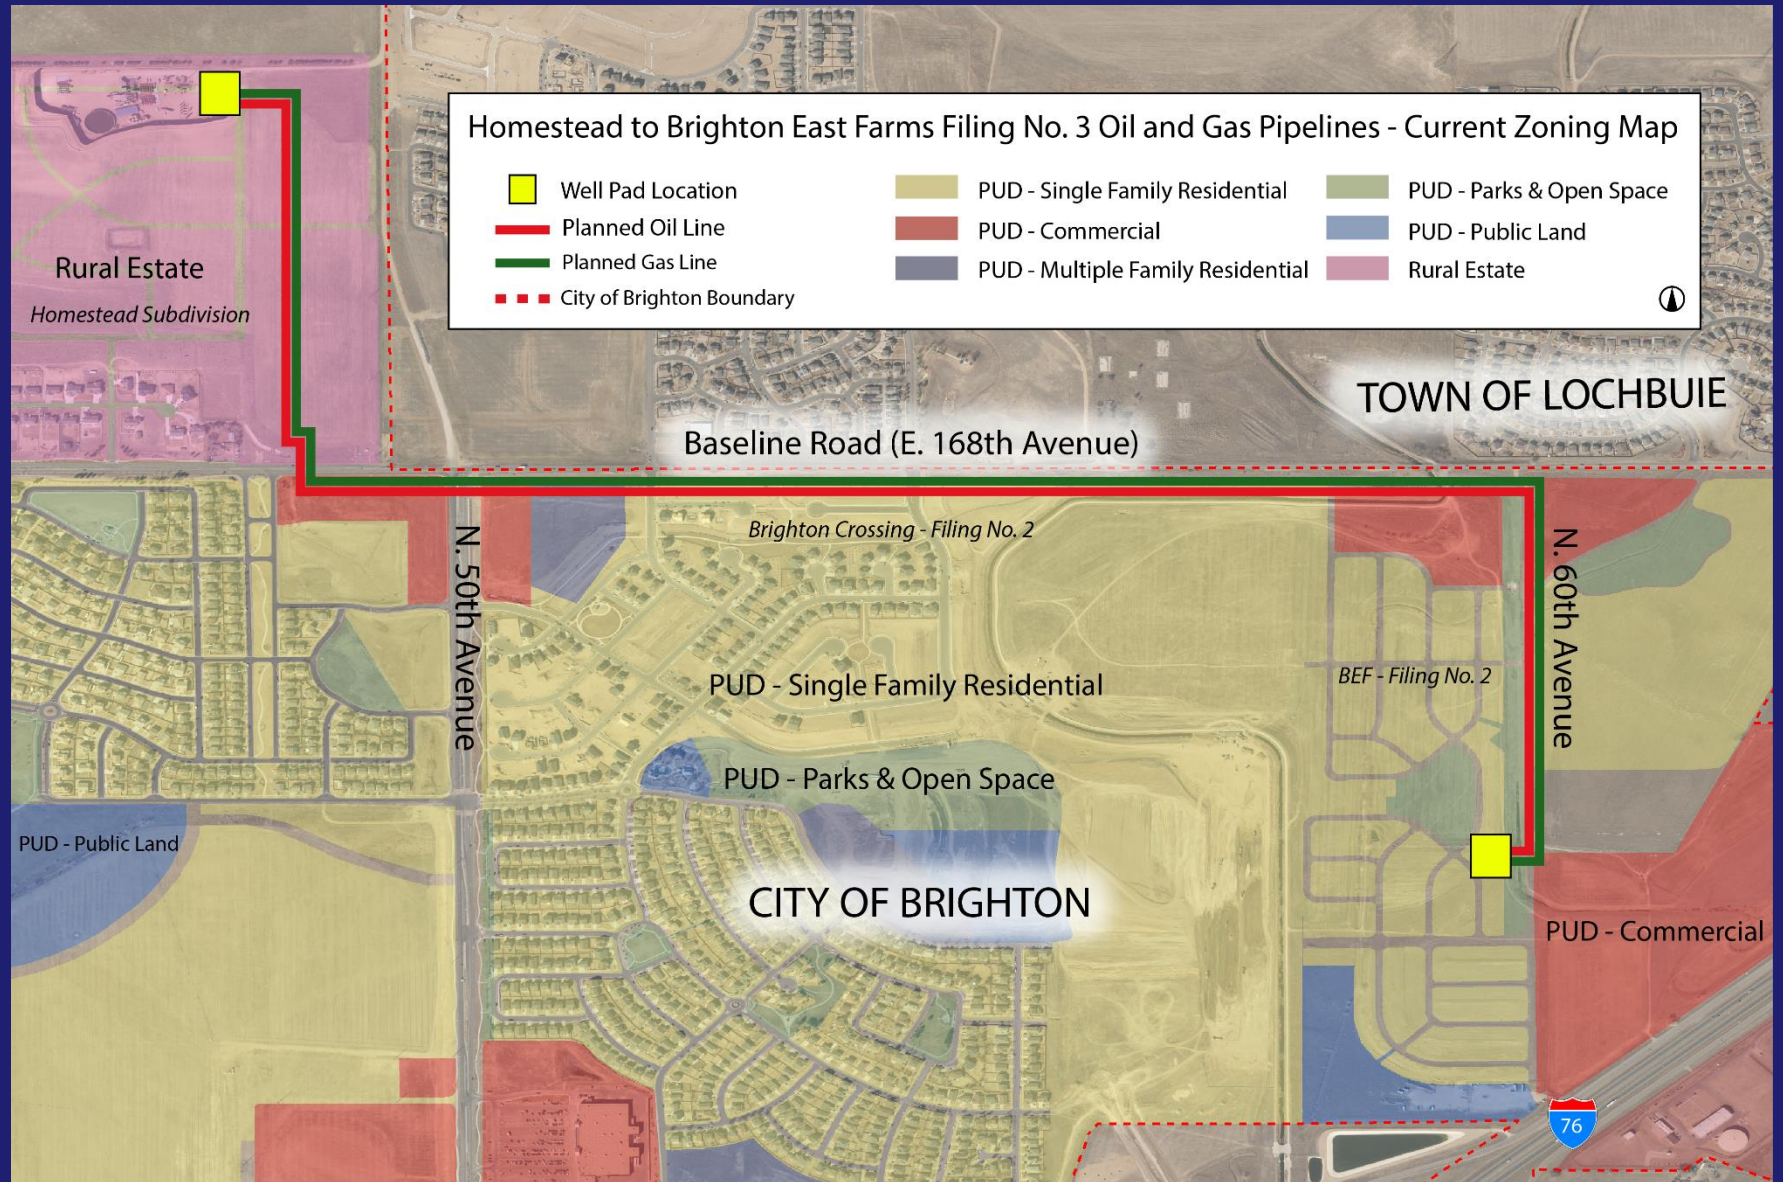 Homestead to Brighton East Farms Filing No. 3 Oil and Gas Pipelines - Current Zoning Map
Well Pad Location
Planned Oil Line
Planned Gas Line
City of Brighton Boundary
PUD - Single Family Residential
PUD - Commercial
PUD - Multiple Family Residential
PUD - Parks & Open Space
PUD - Public Land
Rural Estate
Rural Estate
Homestead Subdivision
TOWN OF LOCHBUIE
Baseline Road (E. 168th Avenue)
Brighton Crossing - Filing No. 2
N. 50th Avenue
N. 60th Avenue
BEF - Filing No. 2
PUD - Single Family Residential
PUD - Parks & Open Space
PUD - Public Land
CITY OF BRIGHTON
PUD - Commercial
76